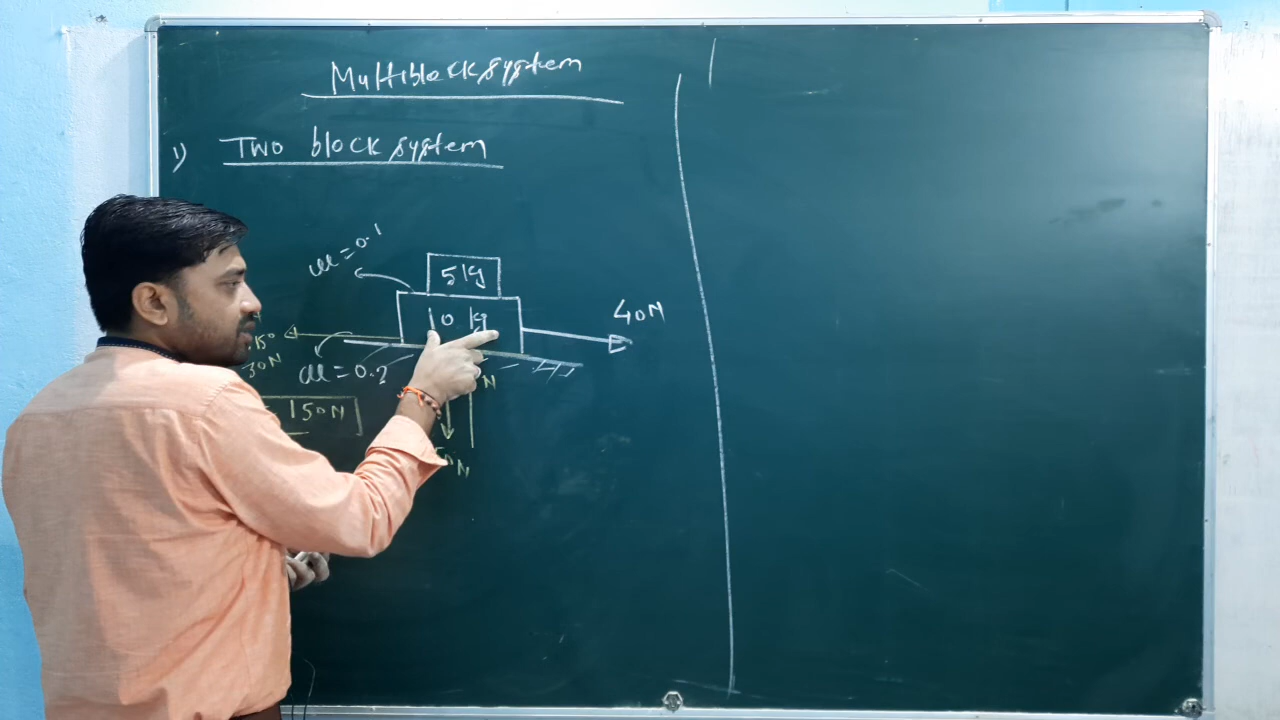 Multiblock system
1) Two block system
μ = 0.1
5 kg
10 kg
40N
30N
μ = 0.2
N
150N
N